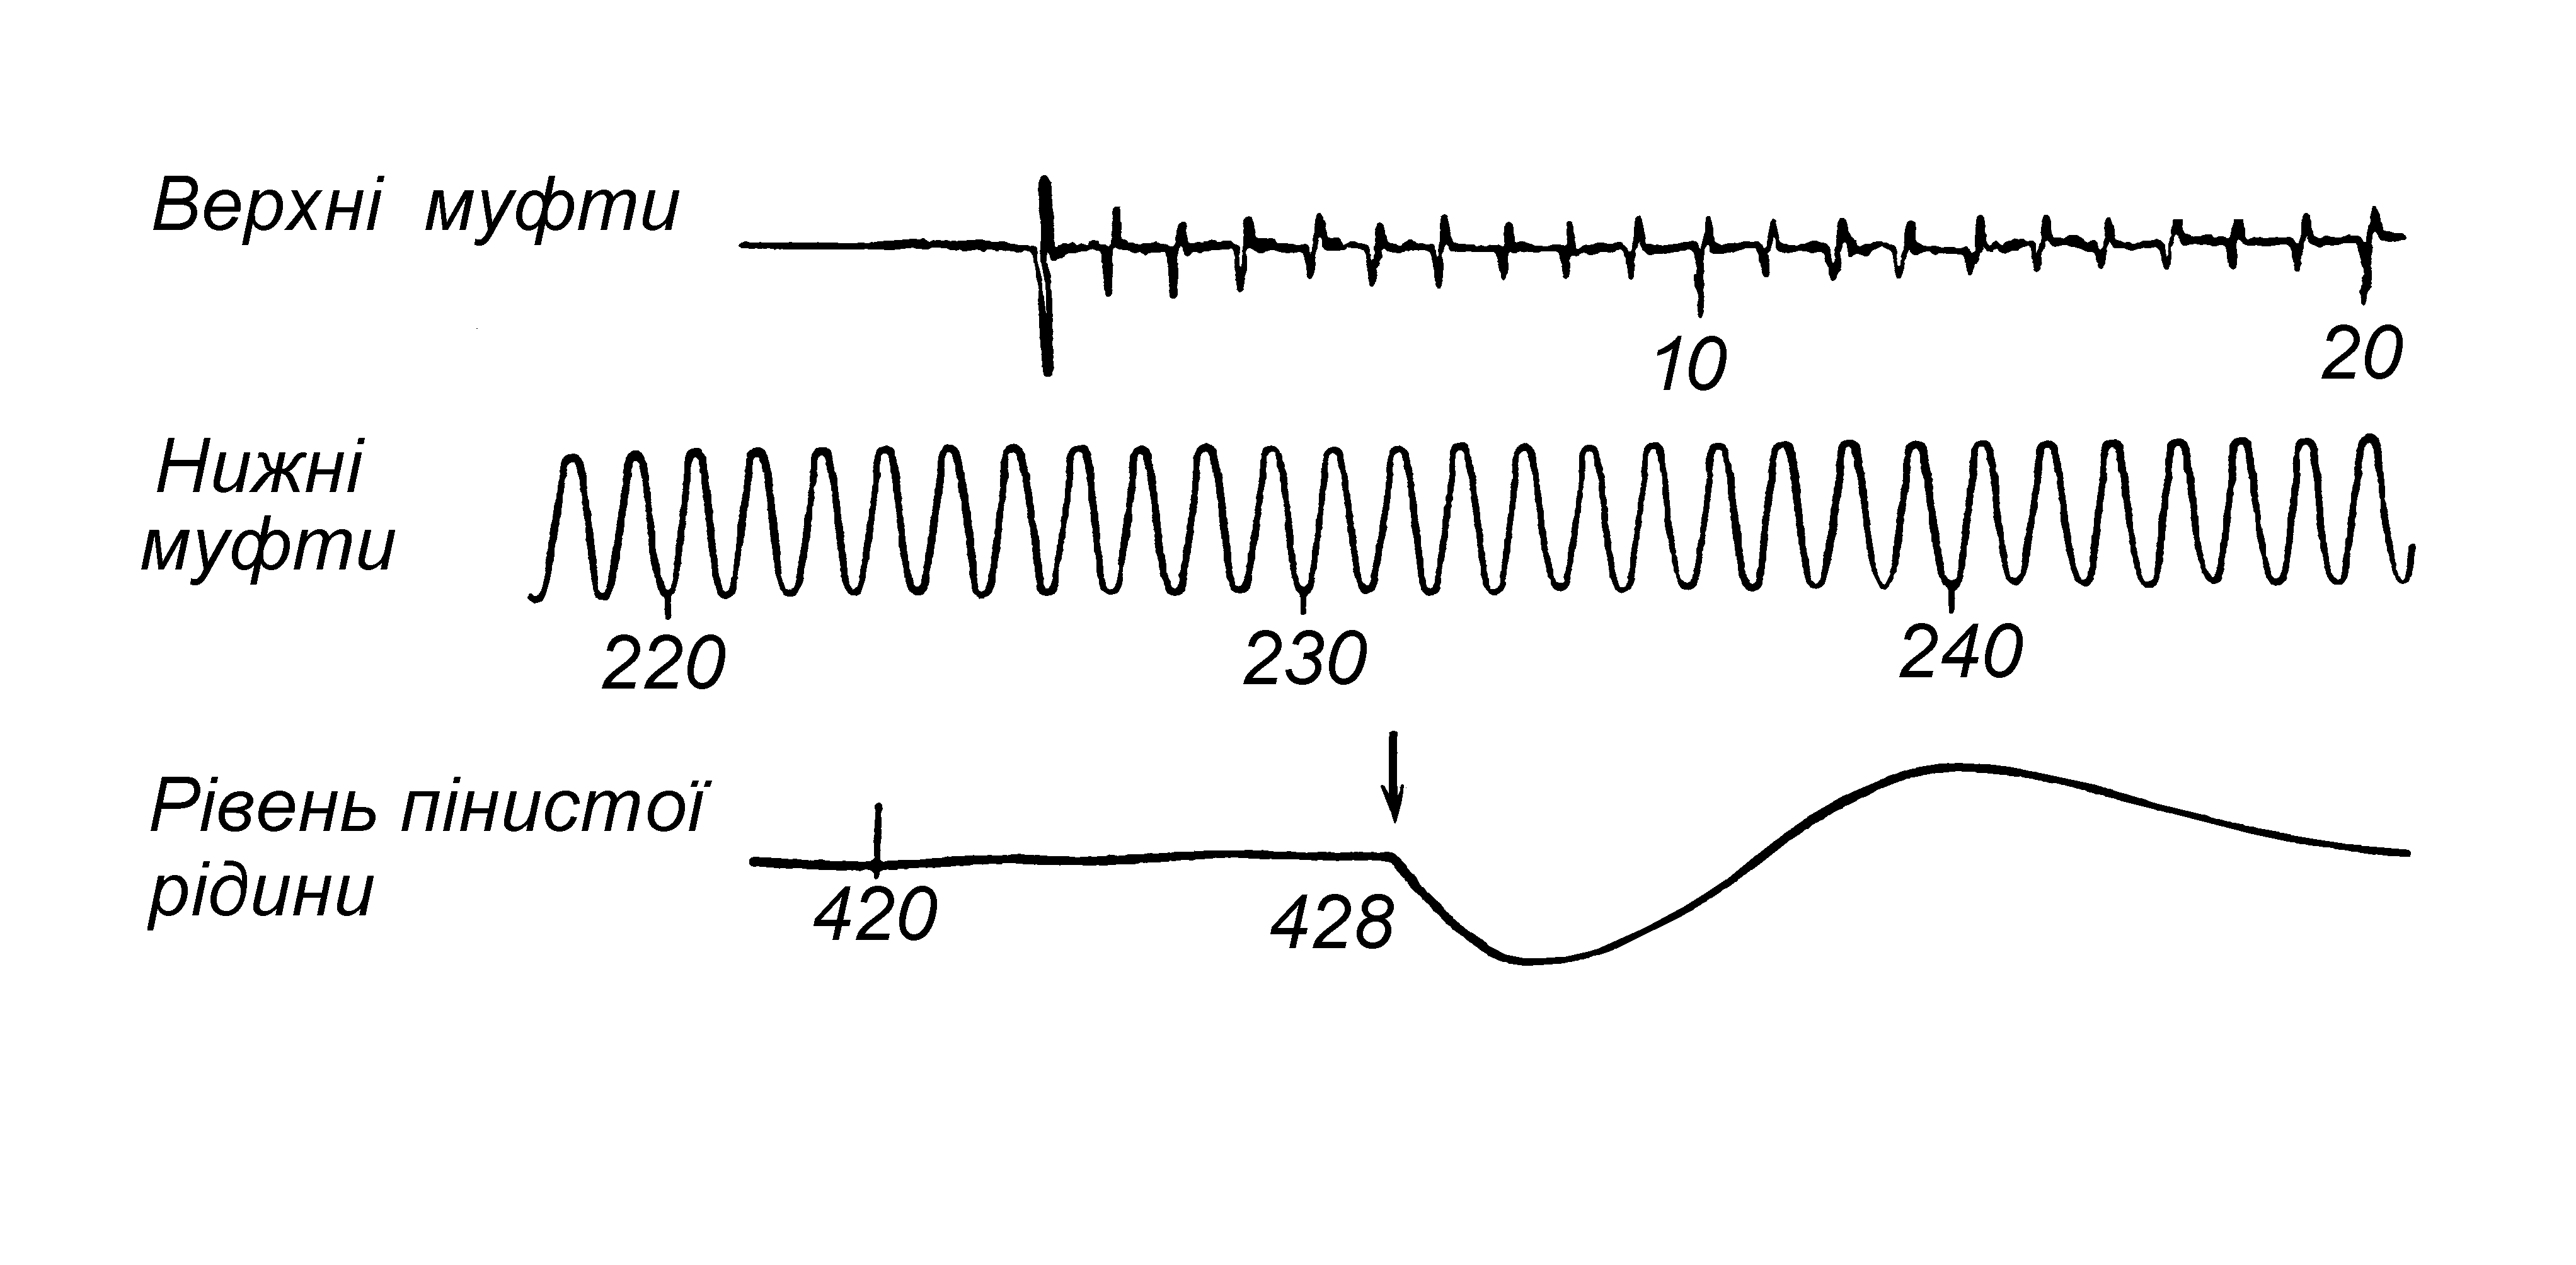 Верхні муфти
10
20
Нижні
муфти
220
230
240
Рівень пінистої
рідини
420
428